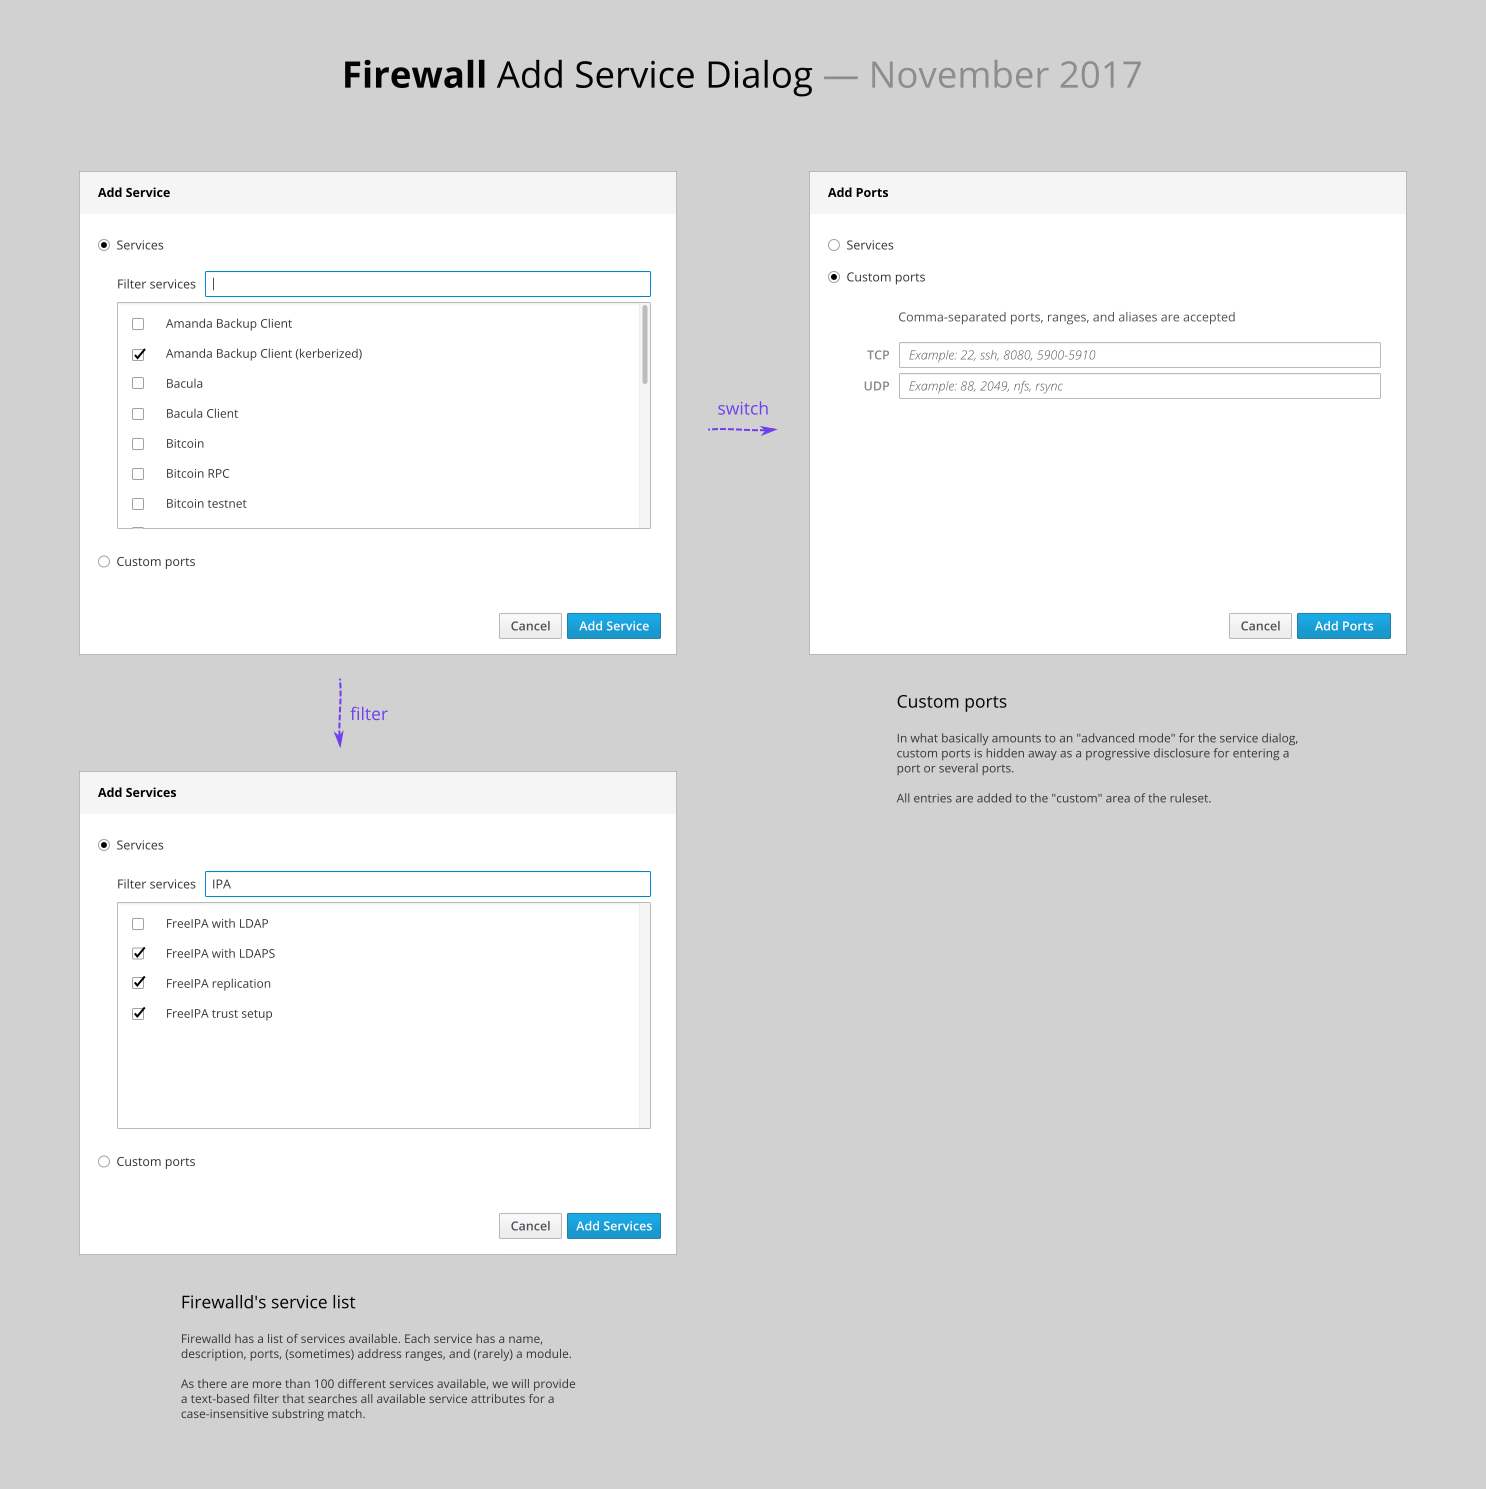 Firewall Add Service Dialog — November 2017
Add Service
Services
Filter services
Amanda Backup Client
Amanda Backup Client (kerberized)
Bacula
Bacula Client
Bitcoin
Bitcoin RPC
Bitcoin testnet
Custom ports
Cancel
Add Service
switch
Add Ports
Services
Custom ports
Comma-separated ports, ranges, and aliases are accepted
TCP
Example: 22, ssh, 8080, 5900-5910
UDP
Example: 88, 2049, nfs, rsync
Cancel
Add Ports
Custom ports
In what basically amounts to an "advanced mode" for the service dialog,
custom ports is hidden away as a progressive disclosure for entering a
port or several ports.
All entries are added to the "custom" area of the ruleset.
filter
Add Services
Services
Filter services
IPA
FreeIPA with LDAP
FreeIPA with LDAPS
FreeIPA replication
FreeIPA trust setup
Custom ports
Cancel
Add Services
Firewalld's service list
Firewalld has a list of services available. Each service has a name,
description, ports, (sometimes) address ranges, and (rarely) a module.
As there are more than 100 different services available, we will provide
a text-based filter that searches all available service attributes for a
case-insensitive substring match.